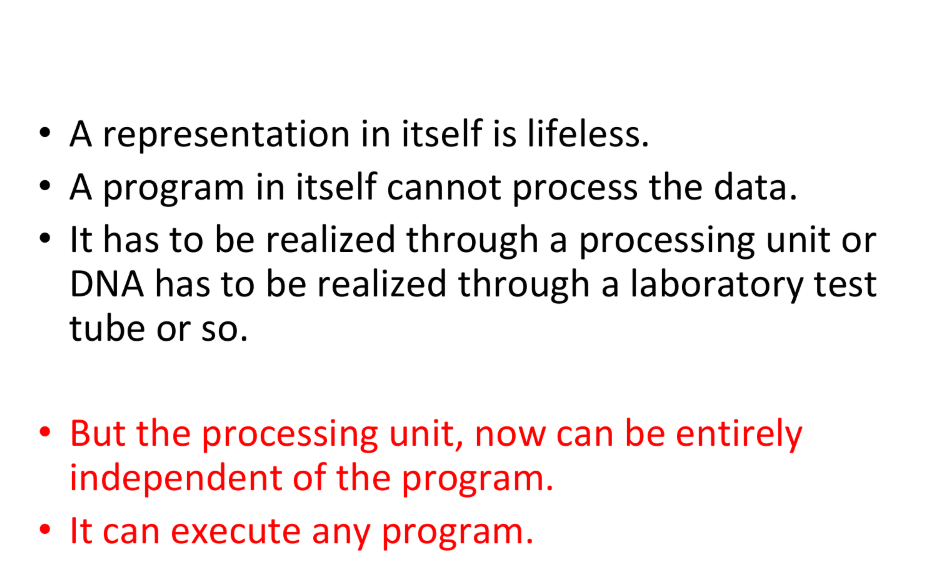 • A representation in itself is lifeless.
• A program in itself cannot process the data.
• It has to be realized through a processing unit or
DNA has to be realized through a laboratory test
tube or so.
• But the processing unit, now can be entirely
independent of the program.
• It can execute any program.